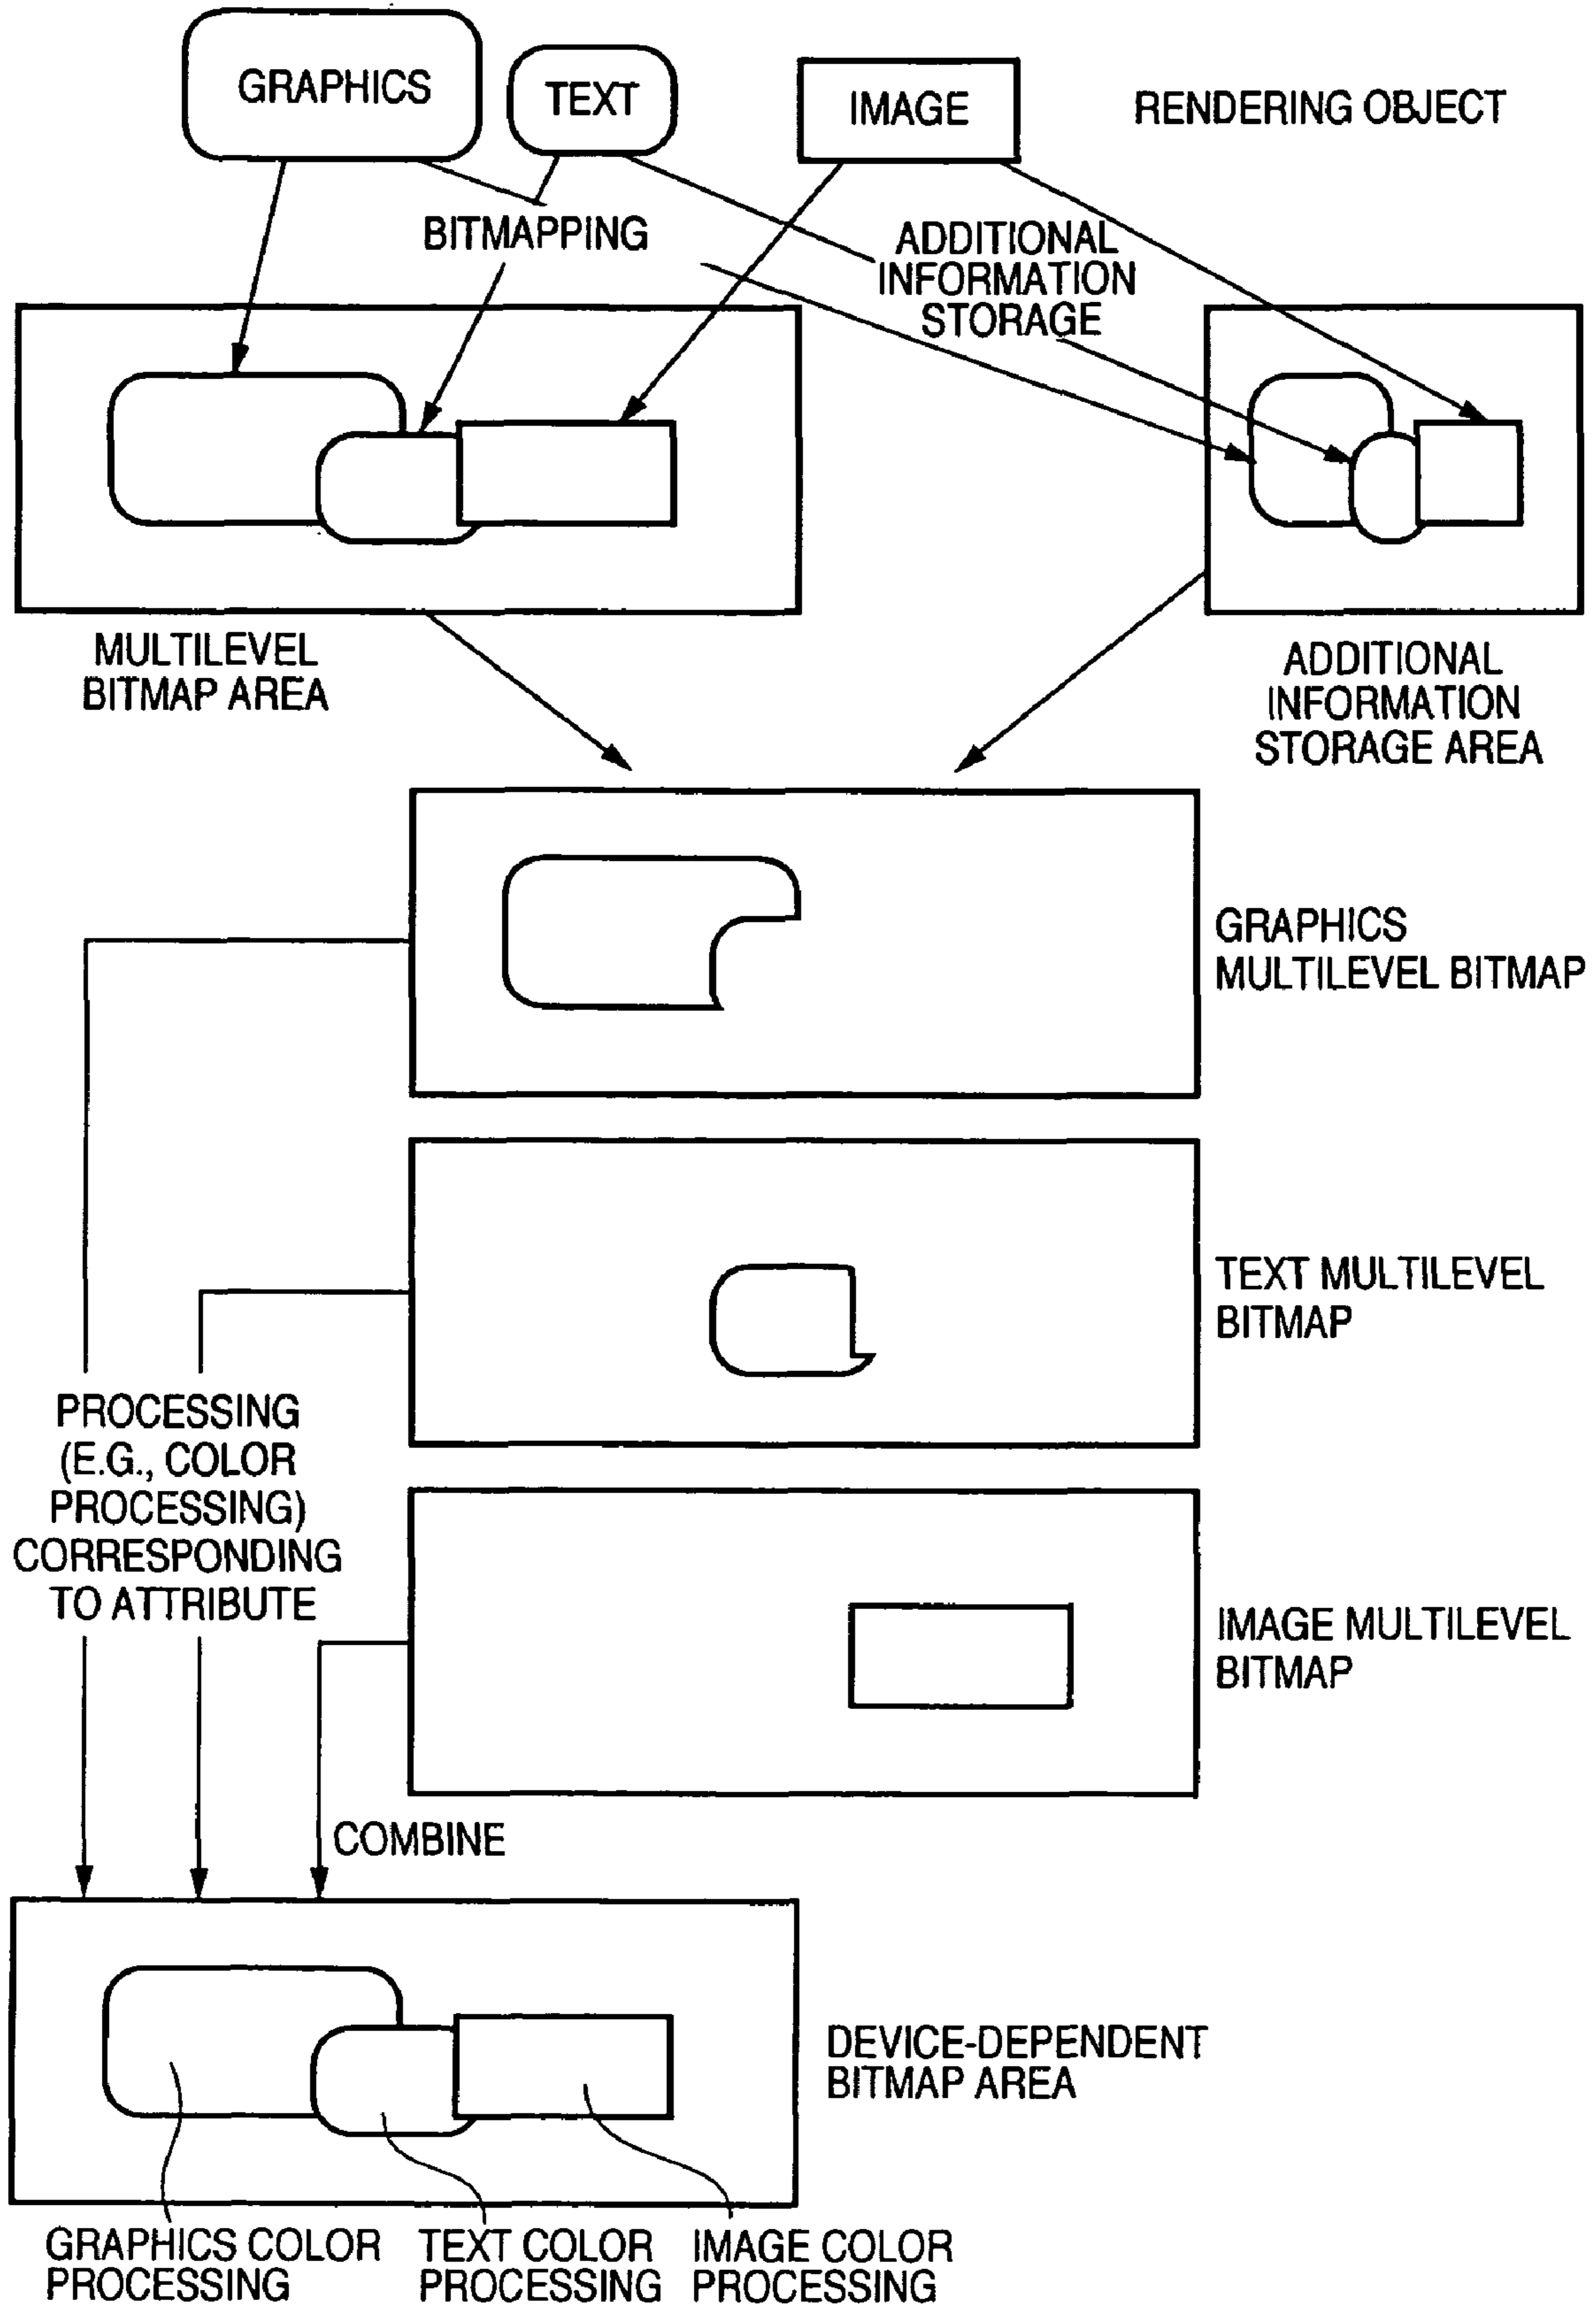 GRAPHICS
TEXT
IMAGE
RENDERING OBJECT
BITMAPPING
ADDITIONAL
INFORMATION
STORAGE
MULTILEVEL
BITMAP AREA
ADDITIONAL
INFORMATION
STORAGE AREA
GRAPHICS
MULTILEVEL BITMAP
TEXT MULTILEVEL
BITMAP
PROCESSING
(E.G., COLOR
PROCESSING)
CORRESPONDING
TO ATTRIBUTE
IMAGE MULTILEVEL
BITMAP
COMBINE
DEVICE-DEPENDENT
BITMAP AREA
GRAPHICS COLOR
PROCESSING
TEXT COLOR
PROCESSING
IMAGE COLOR
PROCESSING